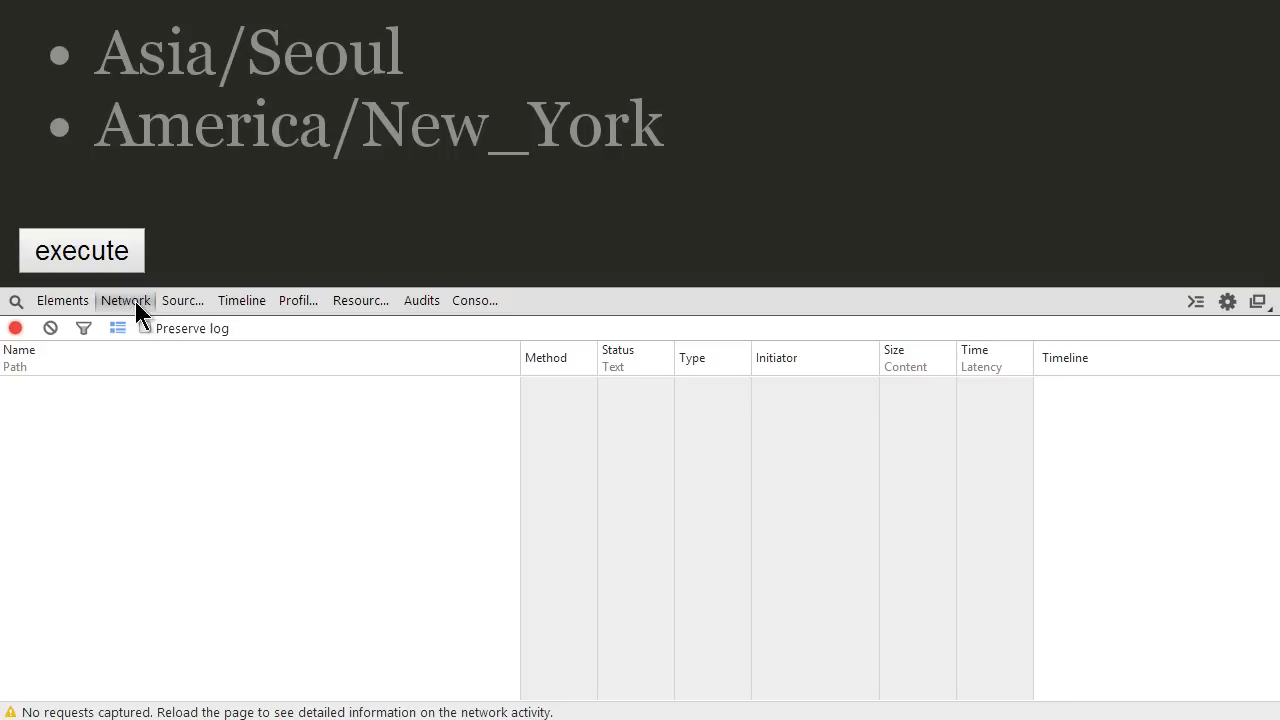 Asia/Seoul
America/New_York
execute
Elements Network Sourc... Timeline Profil... Resourc... Audits Conso...
Preserve log
Name Method Status Type Initiator Size Time Timeline
Path Text Content Latency
No requests captured. Reload the page to see detailed information on the network activity.